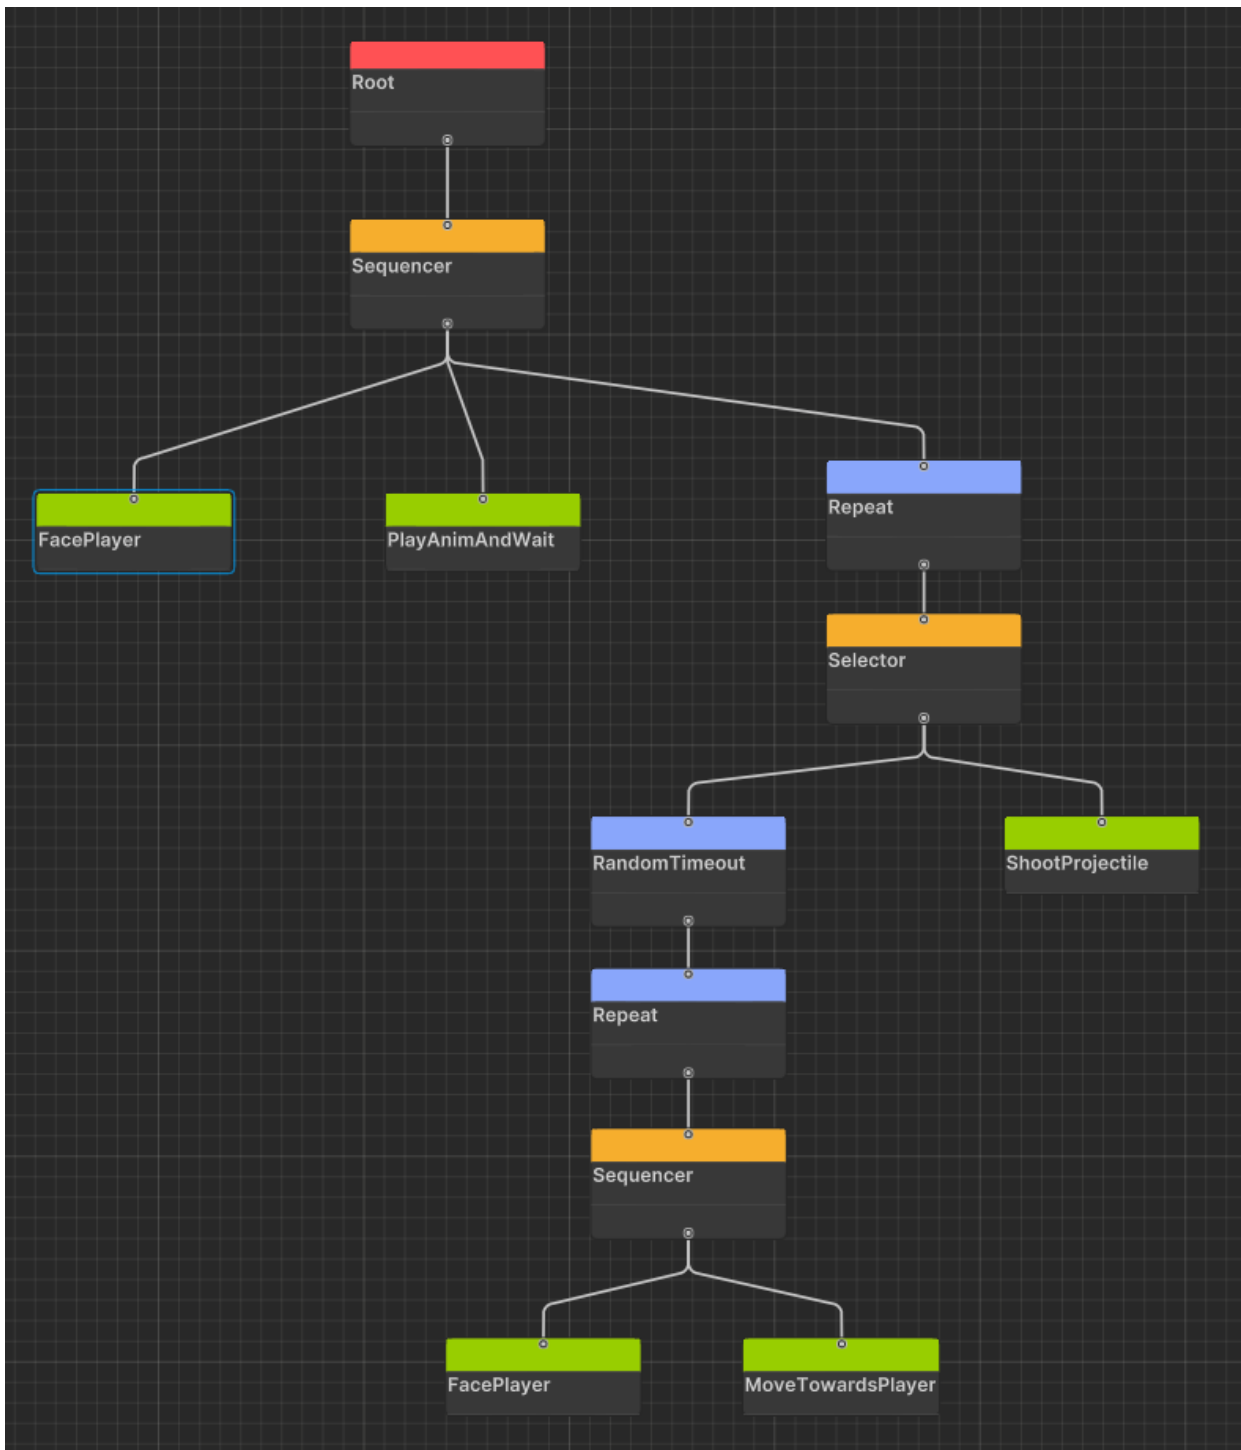 Root
Sequencer
FacePlayer
PlayAnimAndWait
Repeat
Selector
RandomTimeout
ShootProjectile
Repeat
Sequencer
FacePlayer
MoveTowardsPlayer